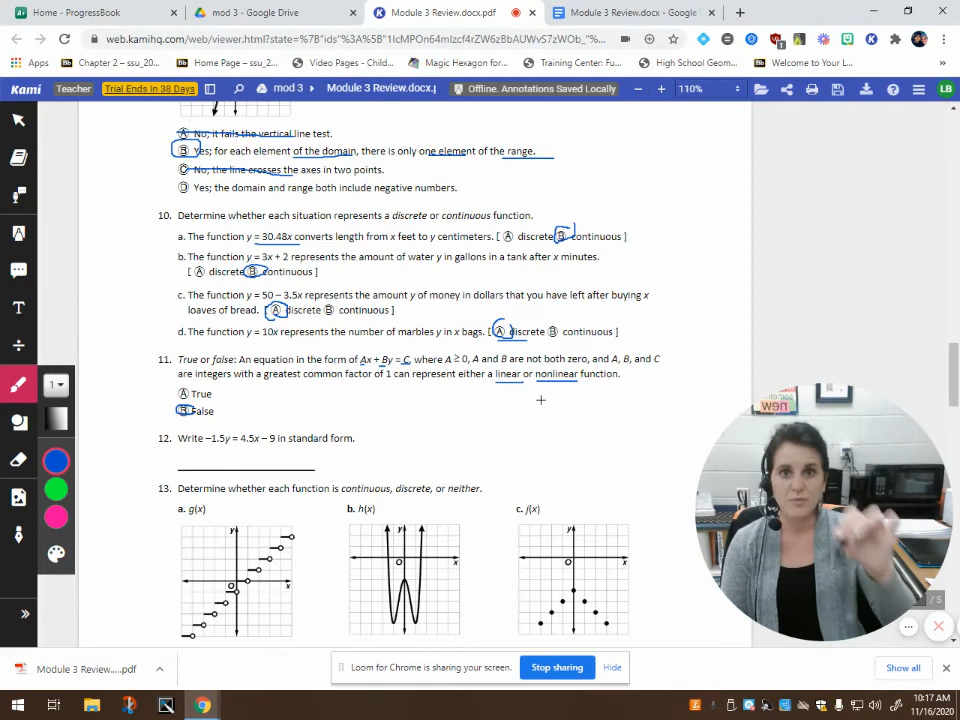 Home - ProgressBook
mod 3 - Google Drive
Module 3 Review.pdf
Module 3 Review.docx - Google
web.kamihq.com/web/viewer.html?state=%7B"ids"%3A%5B"1IcMPOn64mIzcf4rZW6zBbAUWvS7zWOb_"%...
Apps
Chapter 2 – ssu_20...
Home Page – ssu_2...
Video Pages - Child...
Magic Hexagon for...
Training Center: Fu...
High School Geom...
Welcome to Your L...
Kami
Teacher
Trial Ends In 38 Days
mod 3
Module 3 Review.docx.p
Offline. Annotations Saved Locally
110%
LB
A No; it fails the vertical line test.
B Yes; for each element of the domain, there is only one element of the range.
C No, the line crosses the axes in two points.
D Yes; the domain and range both include negative numbers.
10. Determine whether each situation represents a discrete or continuous function.
a. The function y = 30.48x converts length from x feet to y centimeters. [ A discrete B continuous ]
b. The function y = 3x + 2 represents the amount of water y in gallons in a tank after x minutes.
[ A discrete B continuous ]
c. The function y = 50 – 3.5x represents the amount y of money in dollars that you have left after buying x
loaves of bread. [ A discrete B continuous ]
d. The function y = 10x represents the number of marbles y in x bags. [ A discrete B continuous ]
11. True or false: An equation in the form of Ax + By = C, where A ≥ 0, A and B are not both zero, and A, B, and C
are integers with a greatest common factor of 1 can represent either a linear or nonlinear function.
A True
B False
12. Write –1.5y = 4.5x – 9 in standard form.
13. Determine whether each function is continuous, discrete, or neither.
a. g(x)
b. h(x)
c. j(x)
y
y
y
O
x
O
x
O
x
new
1
/ 5
Module 3 Review.....pdf
Loom for Chrome is sharing your screen.
Stop sharing
Hide
Show all
10:17 AM
11/16/2020